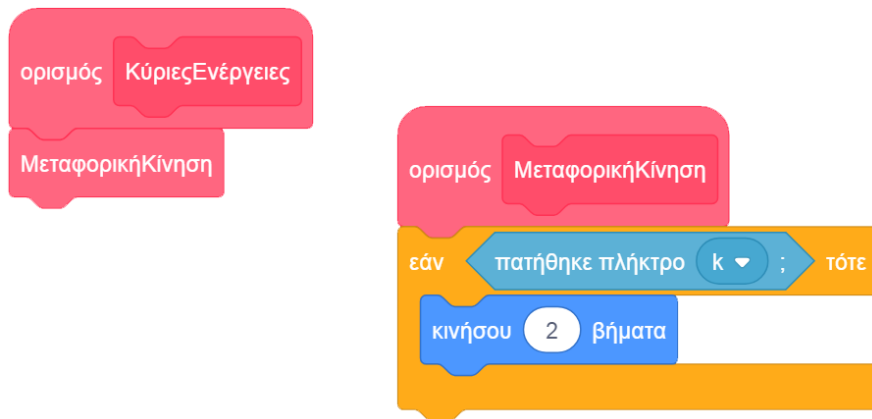 ορισμός ΚύριεςΕνέργειες
ΜεταφορικήΚίνηση
ορισμός ΜεταφορικήΚίνηση
εάν πατήθηκε πλήκτρο k ; τότε
κινήσου 2 βήματα